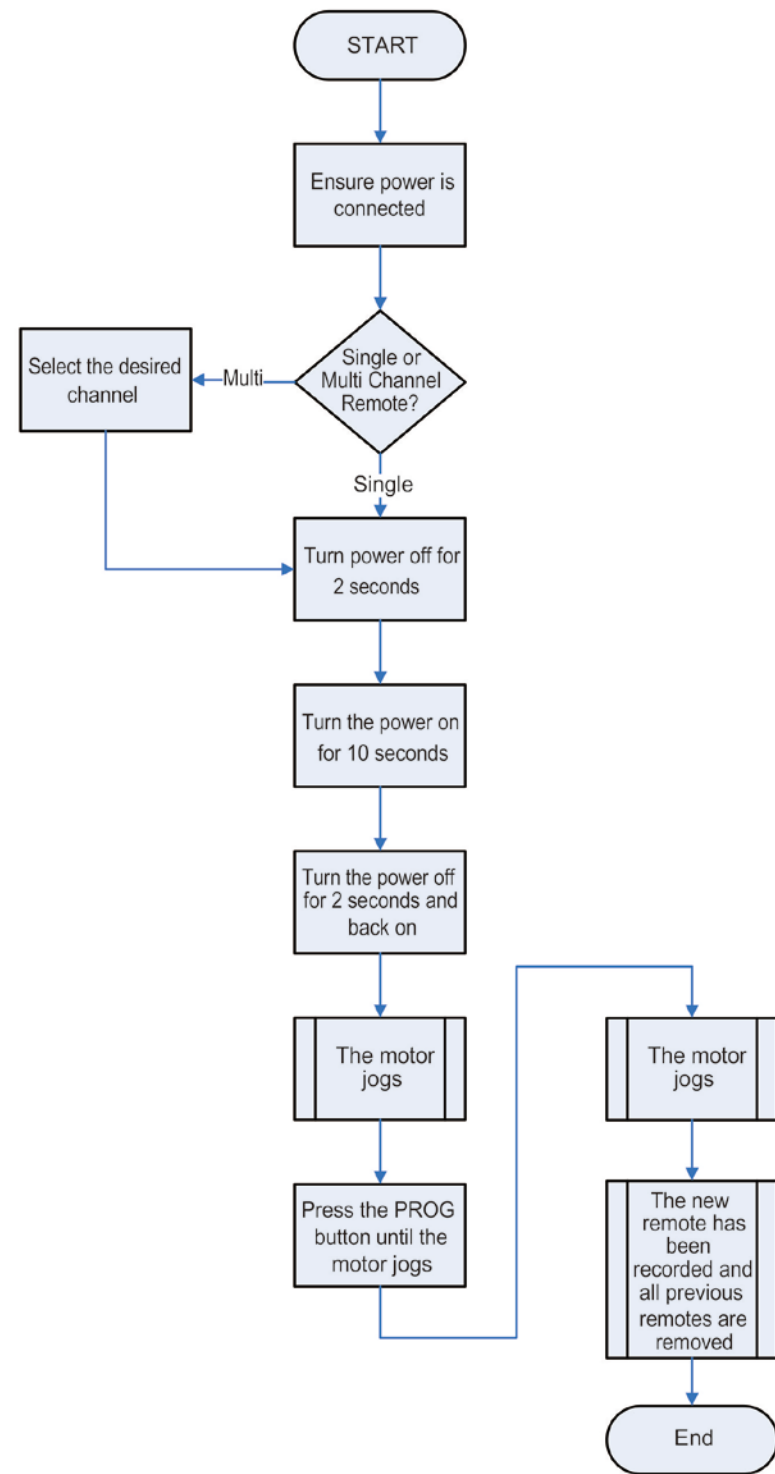 START
Ensure power is
connected
Single or
Multi Channel
Remote?
Multi
Select the desired
channel
Single
Turn power off for
2 seconds
Turn the power on
for 10 seconds
Turn the power off
for 2 seconds and
back on
The motor
jogs
Press the PROG
button until the
motor jogs
The motor
jogs
The new
remote has
been
recorded and
all previous
remotes are
removed
End